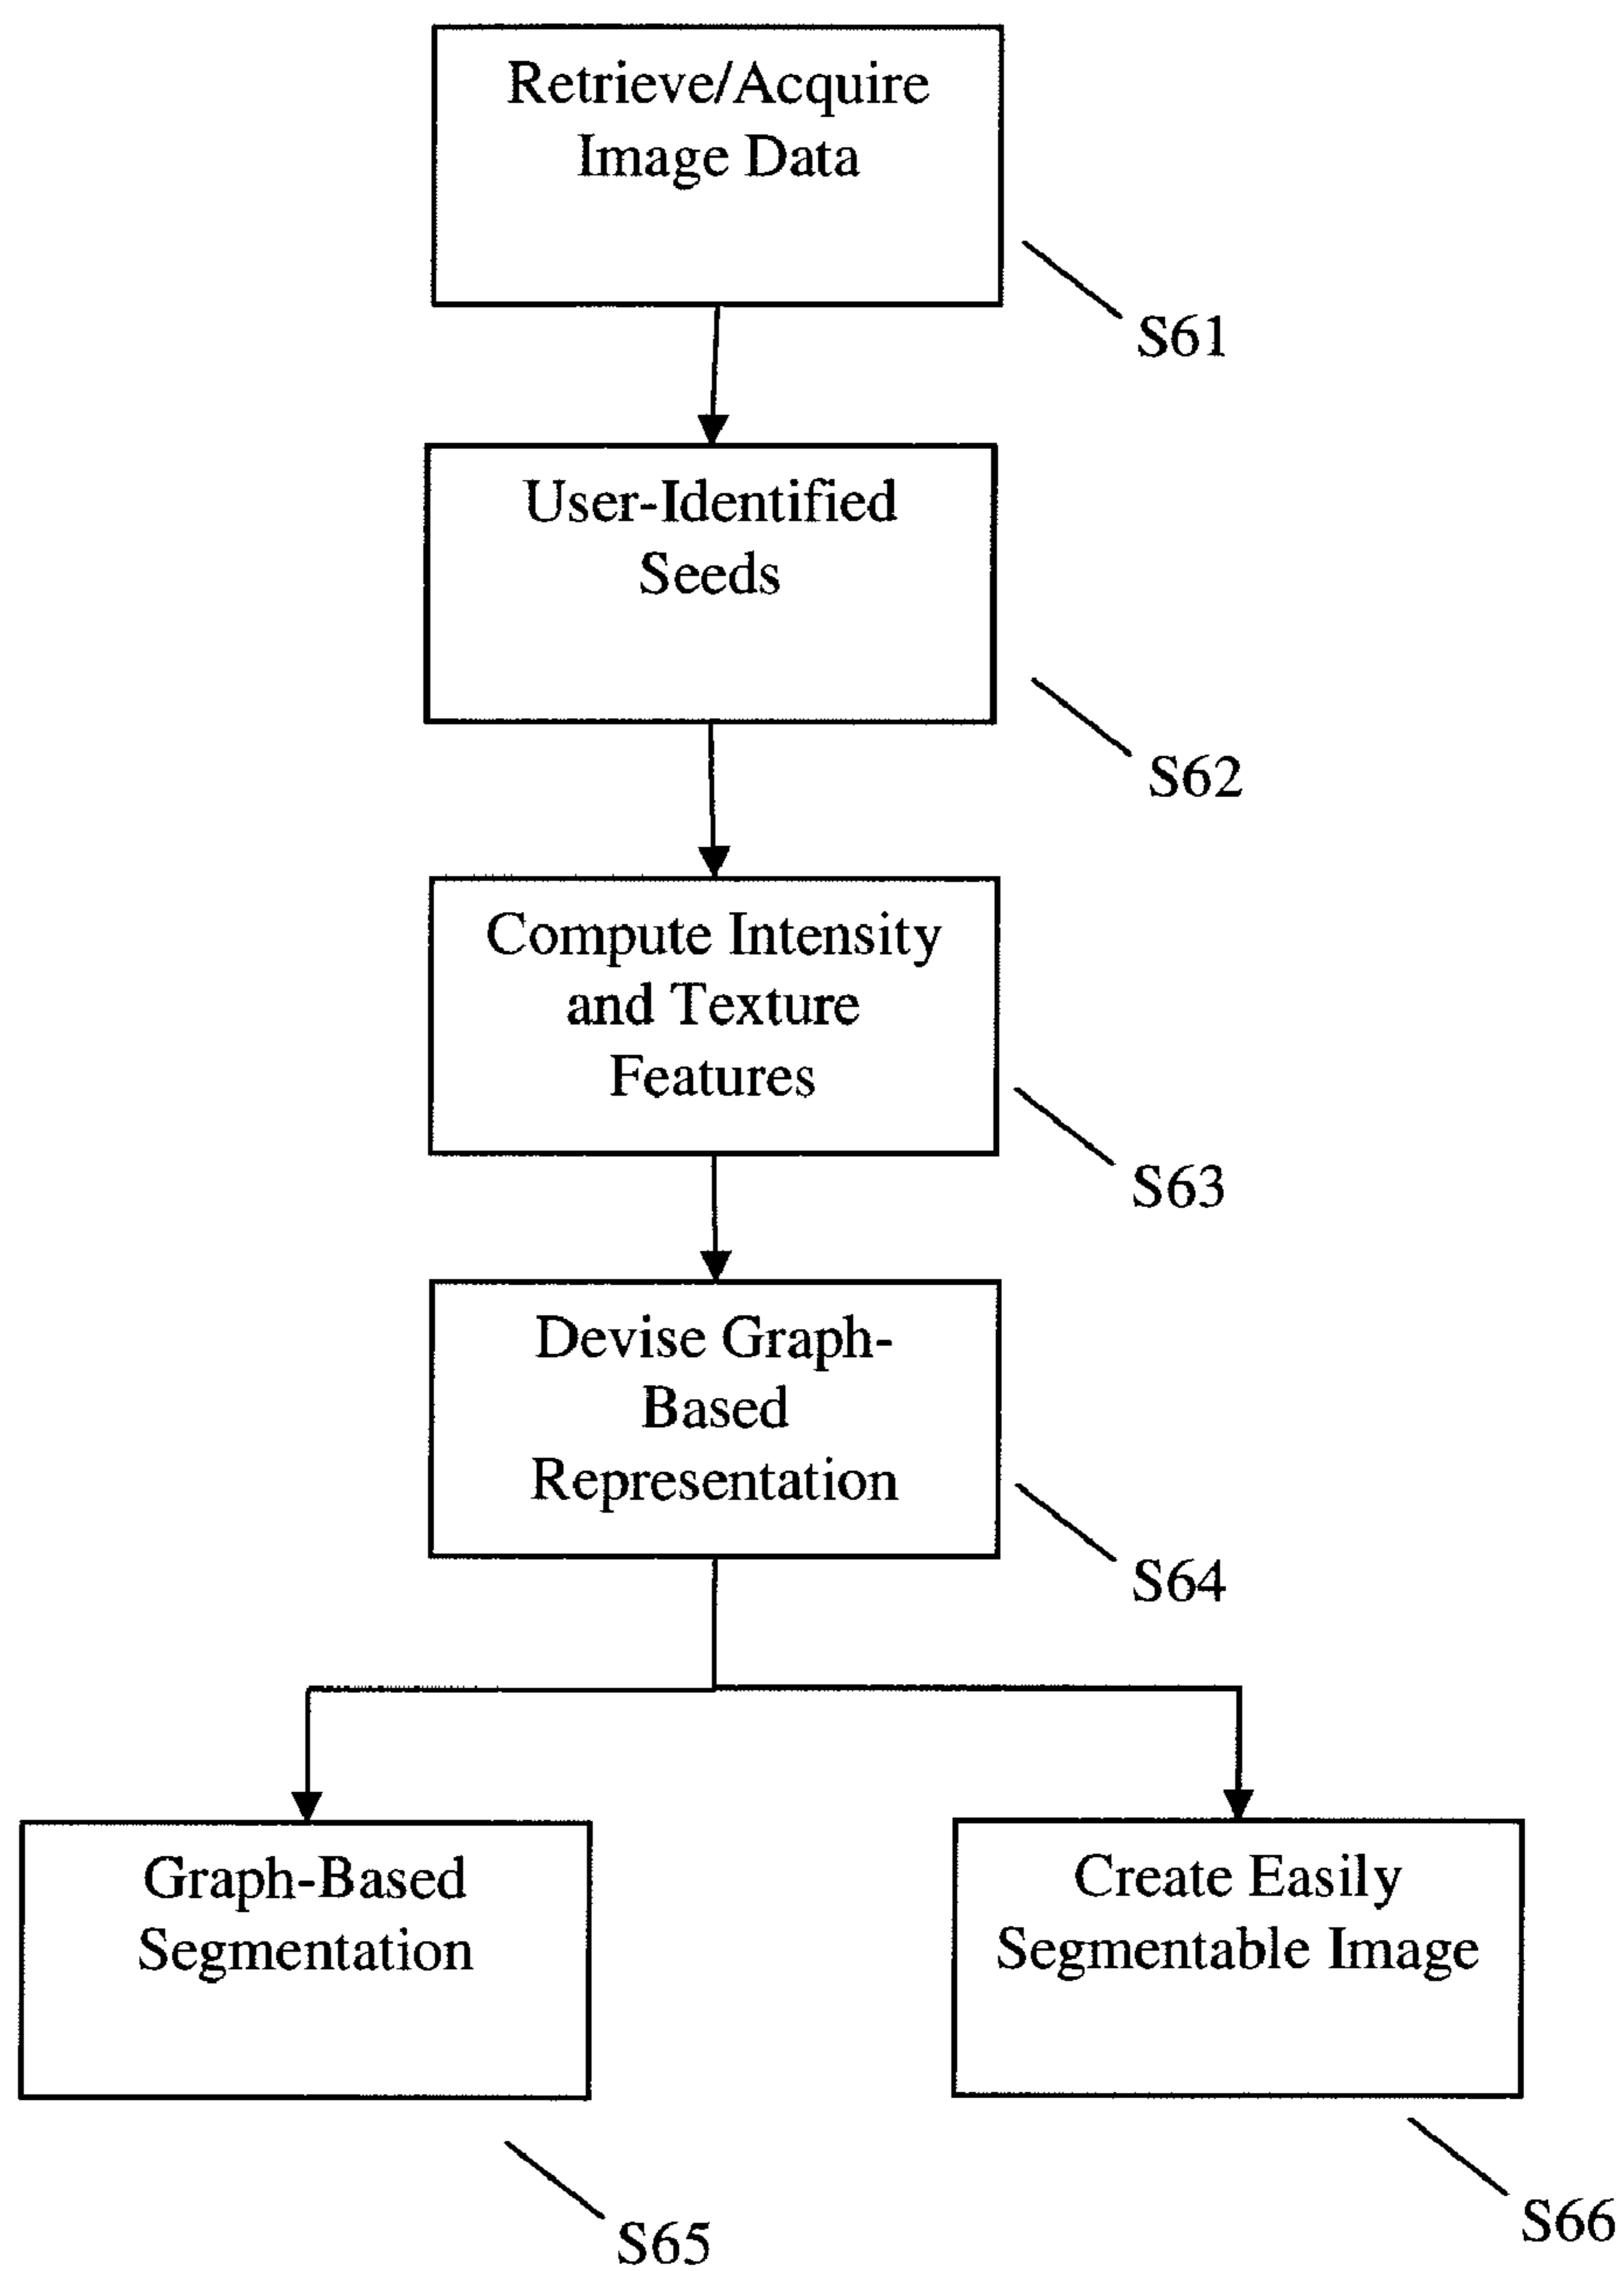 Retrieve/Acquire
Image Data
S61
User-Identified
Seeds
S62
Compute Intensity
and Texture
Features
S63
Devise Graph-
Based
Representation
S64
Graph-Based
Segmentation
S65
Create Easily
Segmentable Image
S66